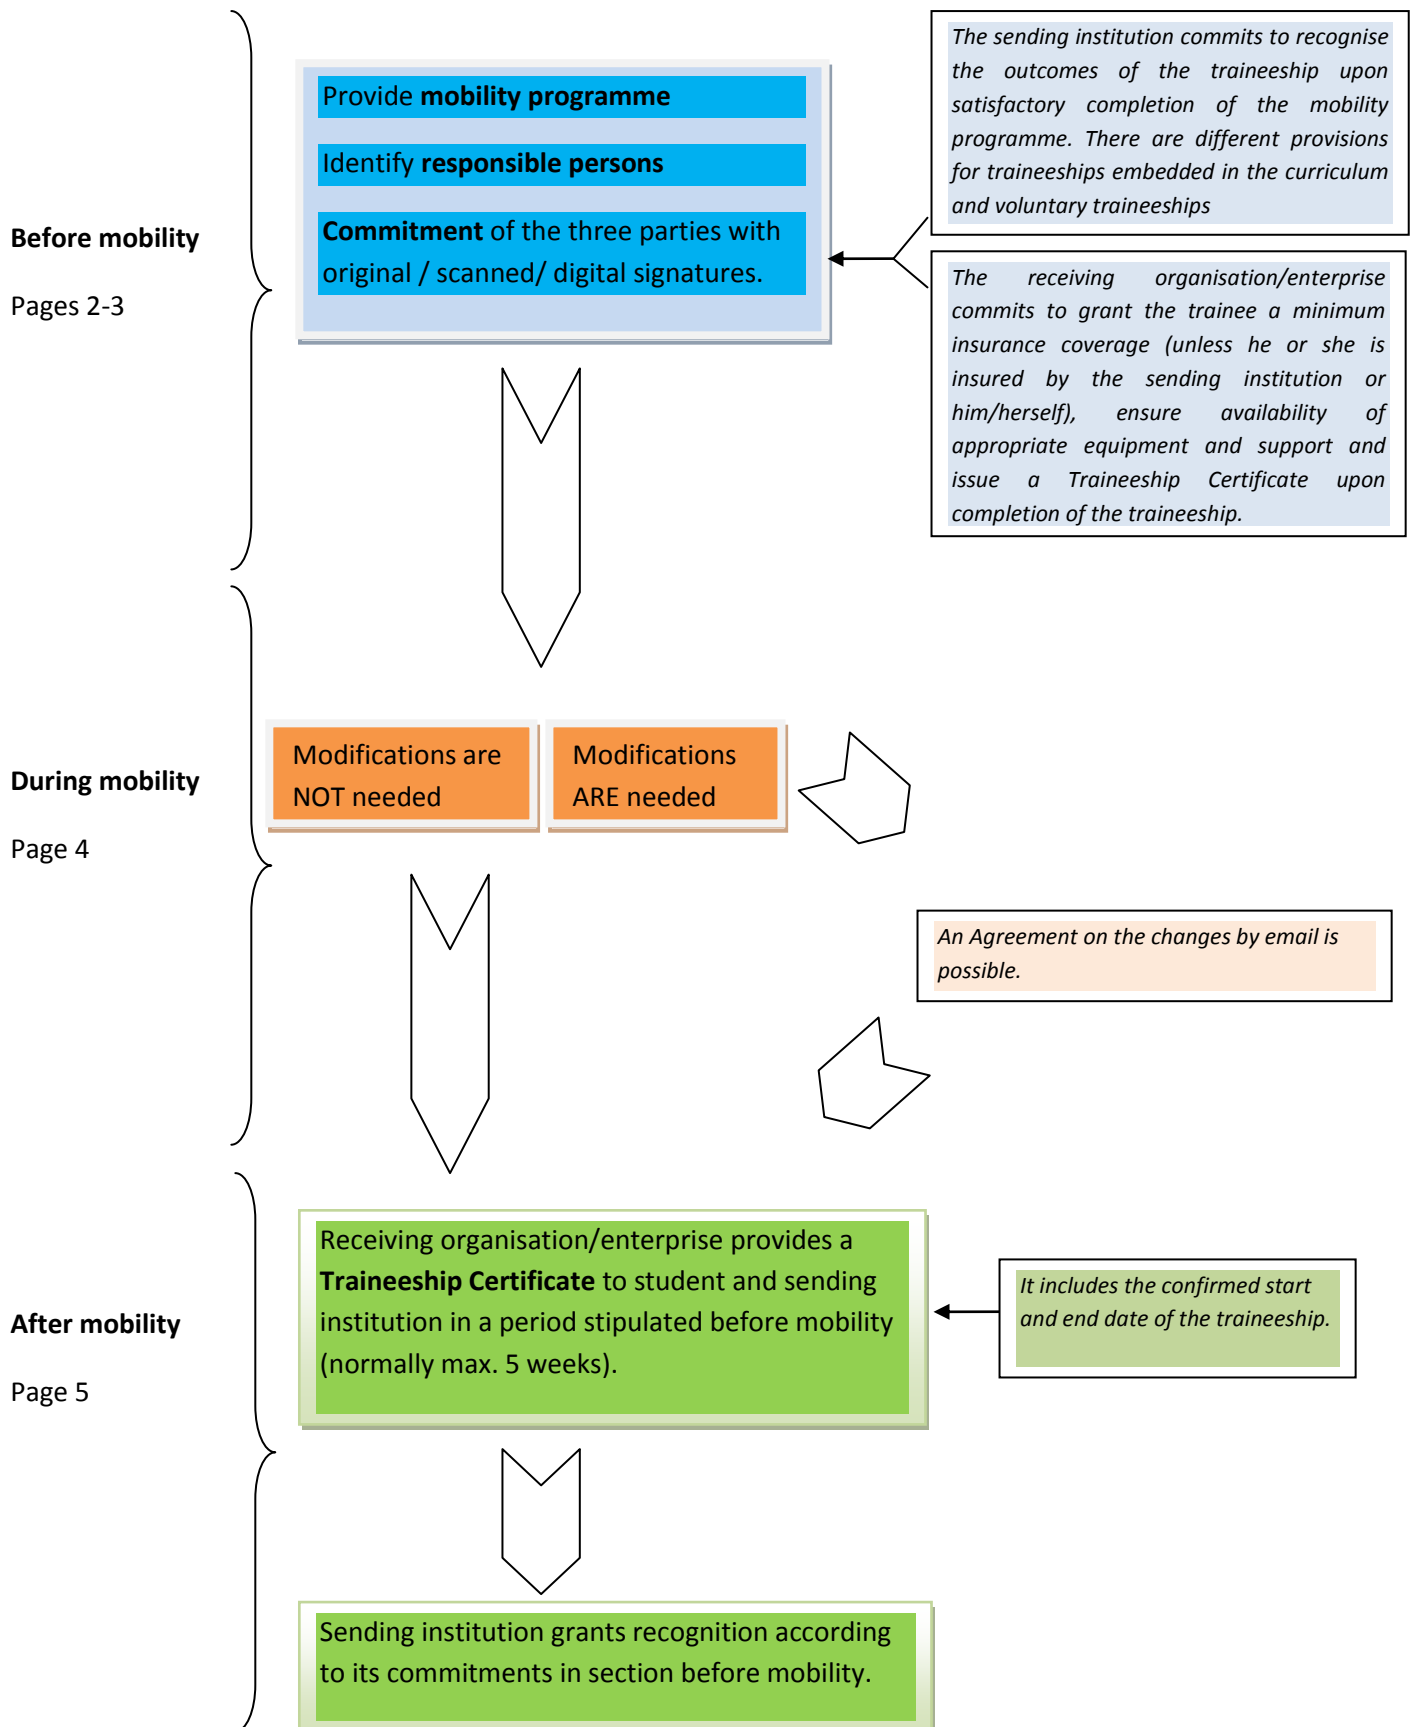 Provide mobility programme
Identify responsible persons
Commitment of the three parties with
original / scanned/ digital signatures.
The sending institution commits to recognise
the outcomes of the traineeship upon
satisfactory completion of the mobility
programme. There are different provisions
for traineeships embedded in the curriculum
and voluntary traineeships
Before mobility
Pages 2-3
The receiving organisation/enterprise
commits to grant the trainee a minimum
insurance coverage (unless he or she is
insured by the sending institution or
him/herself), ensure availability of
appropriate equipment and support and
issue a Traineeship Certificate upon
completion of the traineeship.
During mobility
Page 4
Modifications are
NOT needed
Modifications
ARE needed
An Agreement on the changes by email is
possible.
After mobility
Page 5
Receiving organisation/enterprise provides a
Traineeship Certificate to student and sending
institution in a period stipulated before mobility
(normally max. 5 weeks).
It includes the confirmed start
and end date of the traineeship.
Sending institution grants recognition according
to its commitments in section before mobility.